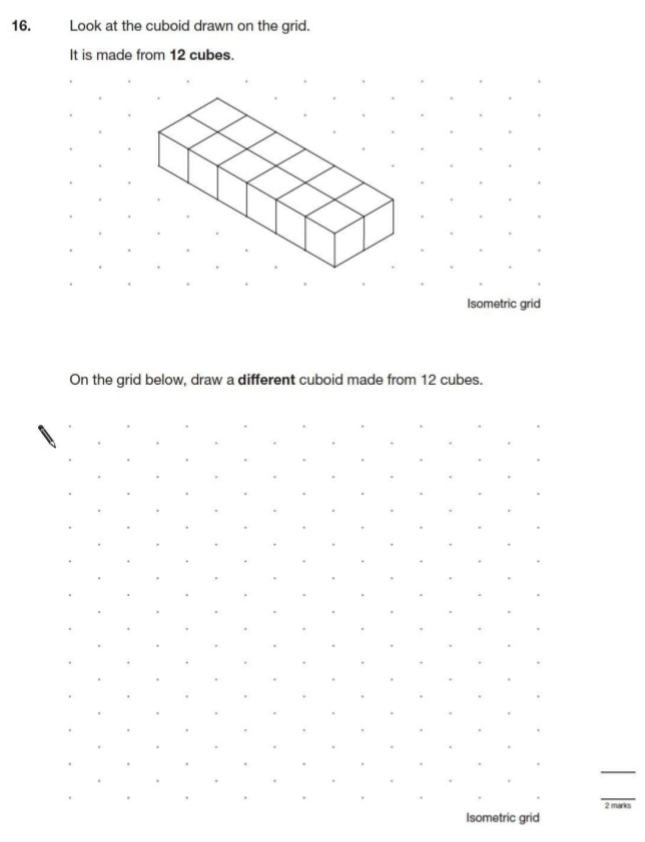 16. Look at the cuboid drawn on the grid.
It is made from 12 cubes.
Isometric grid
On the grid below, draw a different cuboid made from 12 cubes.
Isometric grid
2 marks